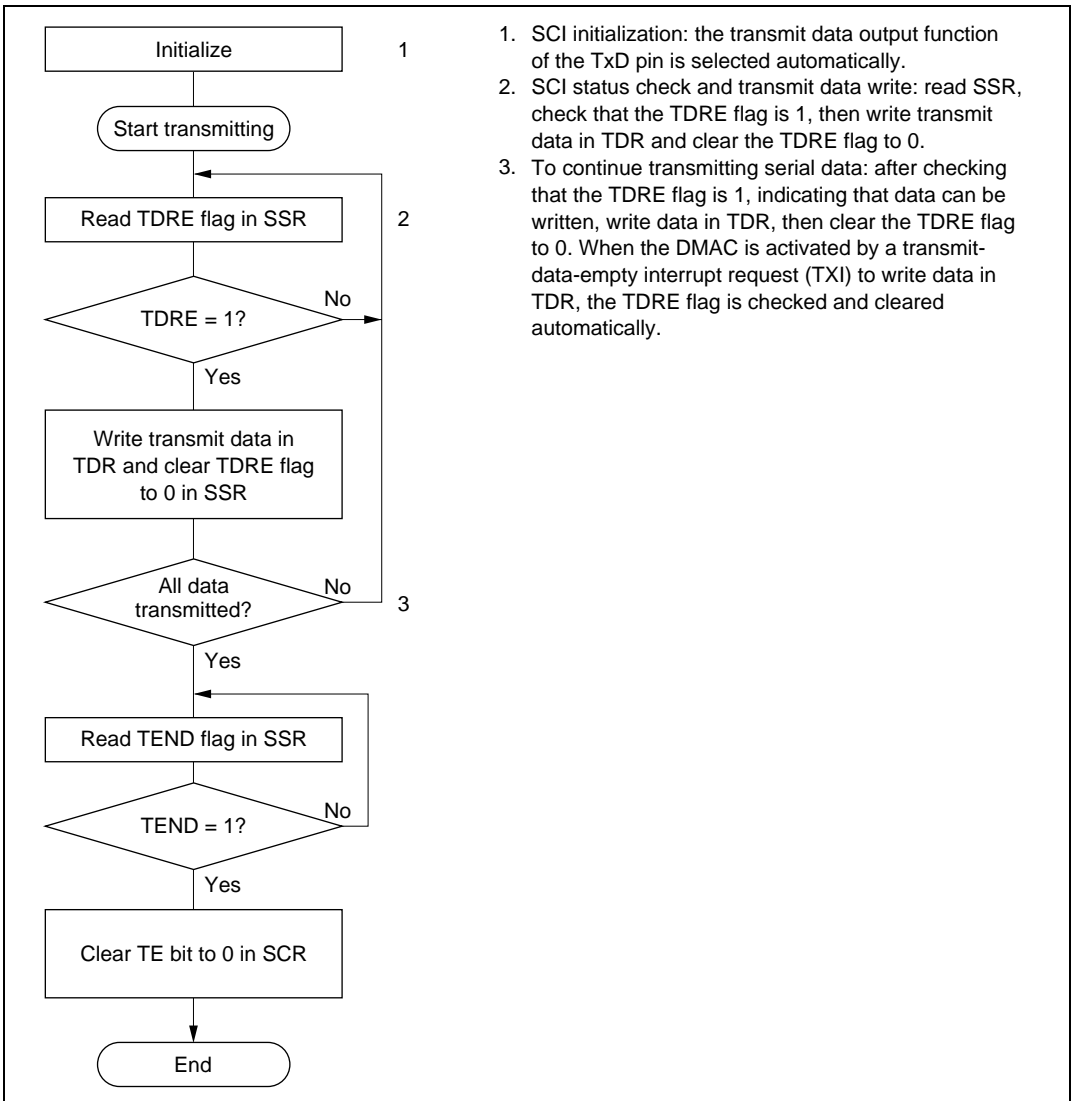 Initialize
1
Start transmitting
Read TDRE flag in SSR
2
TDRE = 1?
No
Yes
Write transmit data in
TDR and clear TDRE flag
to 0 in SSR
All data
transmitted?
No
3
Yes
Read TEND flag in SSR
TEND = 1?
No
Yes
Clear TE bit to 0 in SCR
End
1. SCI initialization: the transmit data output function
of the TxD pin is selected automatically.
2. SCI status check and transmit data write: read SSR,
check that the TDRE flag is 1, then write transmit
data in TDR and clear the TDRE flag to 0.
3. To continue transmitting serial data: after checking
that the TDRE flag is 1, indicating that data can be
written, write data in TDR, then clear the TDRE flag
to 0. When the DMAC is activated by a transmit-
data-empty interrupt request (TXI) to write data in
TDR, the TDRE flag is checked and cleared
automatically.